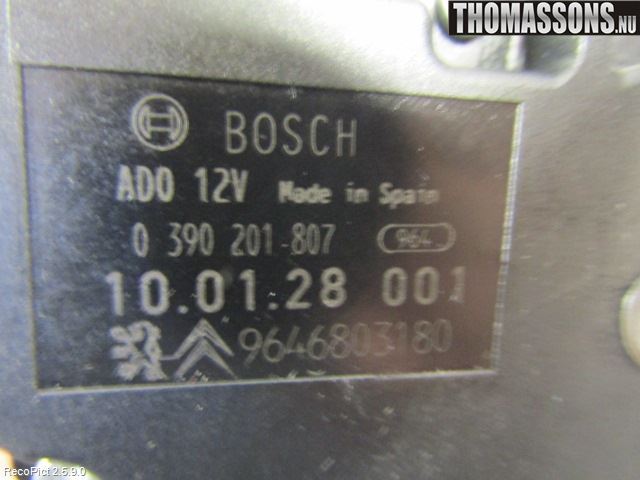 THOMASSONS.NU
BOSCH
ADO 12V Made in Spain
0 390 201 807 964
10.01.28 001
9646803180
RecoPict 2.5.9.0